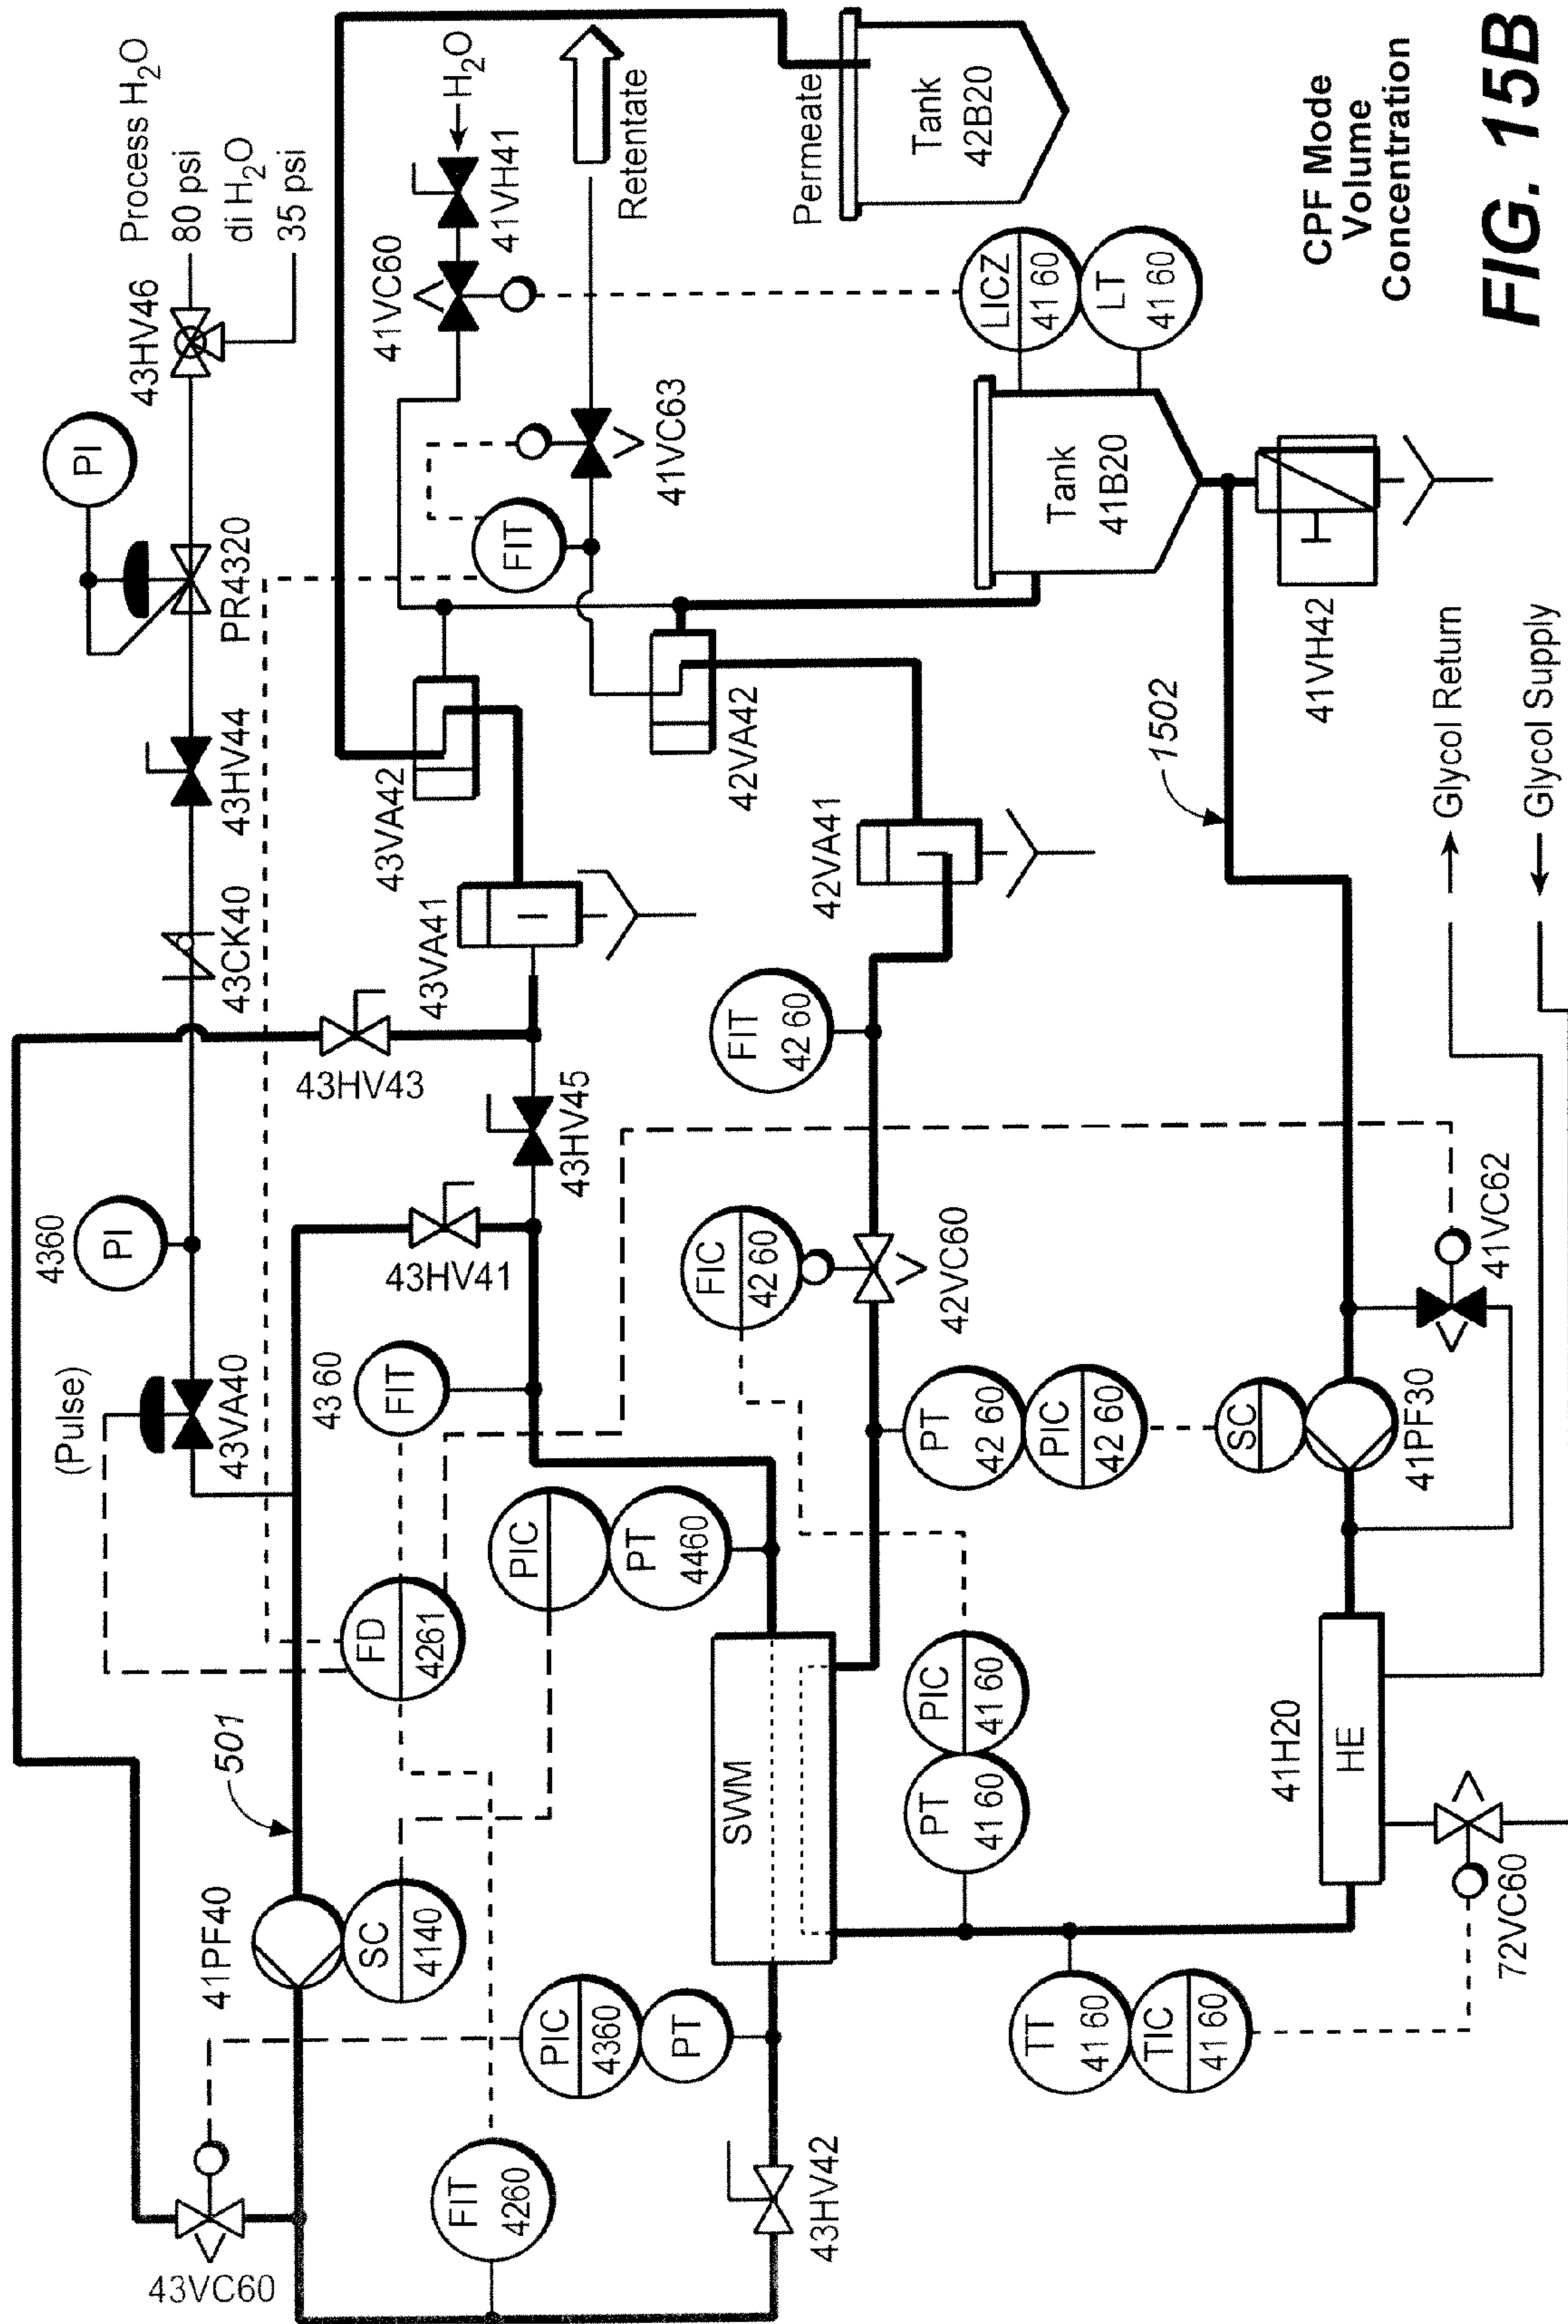 Process H₂O
80 psi
di H₂O
35 psi
43HV46
PI
PR4320
43HV44
43CK40
4360
PI
(Pulse)
43VA40
H₂O
41VH41
41VC60
Retentate
41VC63
FIT
Permeate
Tank
42B20
43VA42
42VA42
43VA41
42VA41
43HV43
43HV45
43HV41
43 60
FIT
FD
4261
501
41PF40
SC
4140
43VC60
FIT
4260
PIC
4360
PT
43HV42
PIC
PT
4460
SWM
FIT
42 60
FIC
42 60
42VC60
PT
42 60
PIC
42 60
SC
41PF30
41VC62
PIC
41 60
PT
41 60
TT
41 60
TIC
41 60
41H20
HE
72VC60
LICZ
41 60
LT
41 60
Tank
41B20
H
41VH42
1502
Glycol Return
Glycol Supply
CPF Mode
Volume
Concentration
FIG. 15B